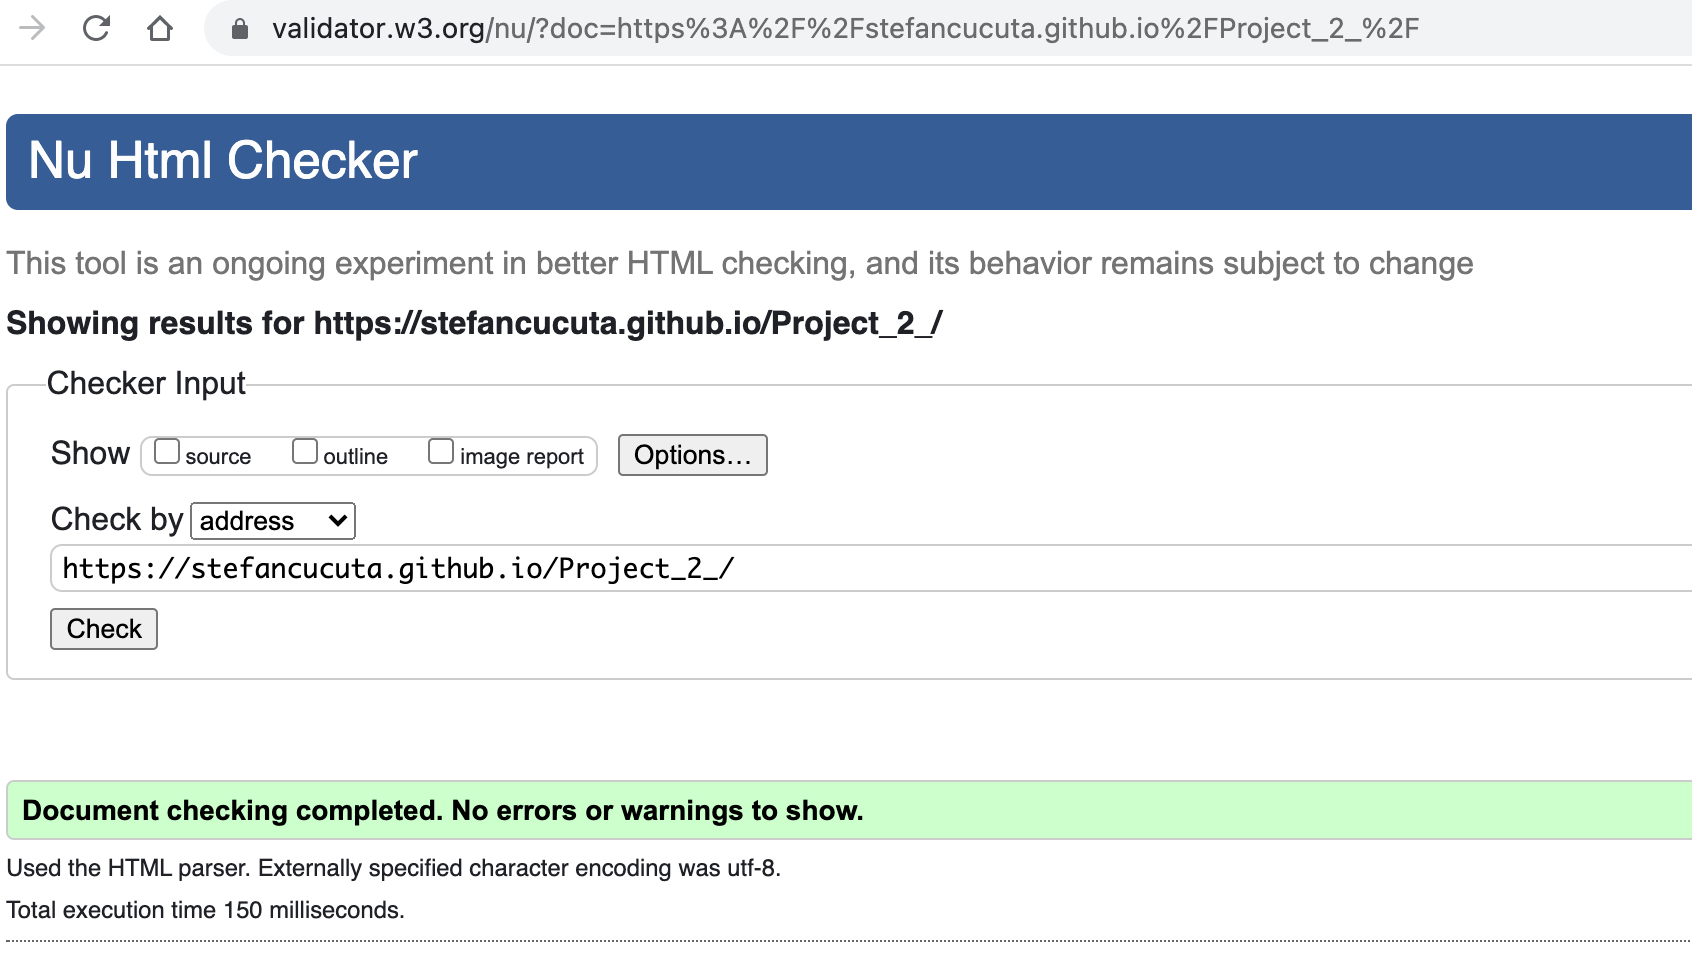 validator.w3.org/nu/?doc=https%3A%2F%2Fstefancucuta.github.io%2FProject_2_%2F
Nu Html Checker
This tool is an ongoing experiment in better HTML checking, and its behavior remains subject to change
Showing results for https://stefancucuta.github.io/Project_2_/
Checker Input
Show source outline image report Options…
Check by address
https://stefancucuta.github.io/Project_2_/
Check
Document checking completed. No errors or warnings to show.
Used the HTML parser. Externally specified character encoding was utf-8.
Total execution time 150 milliseconds.